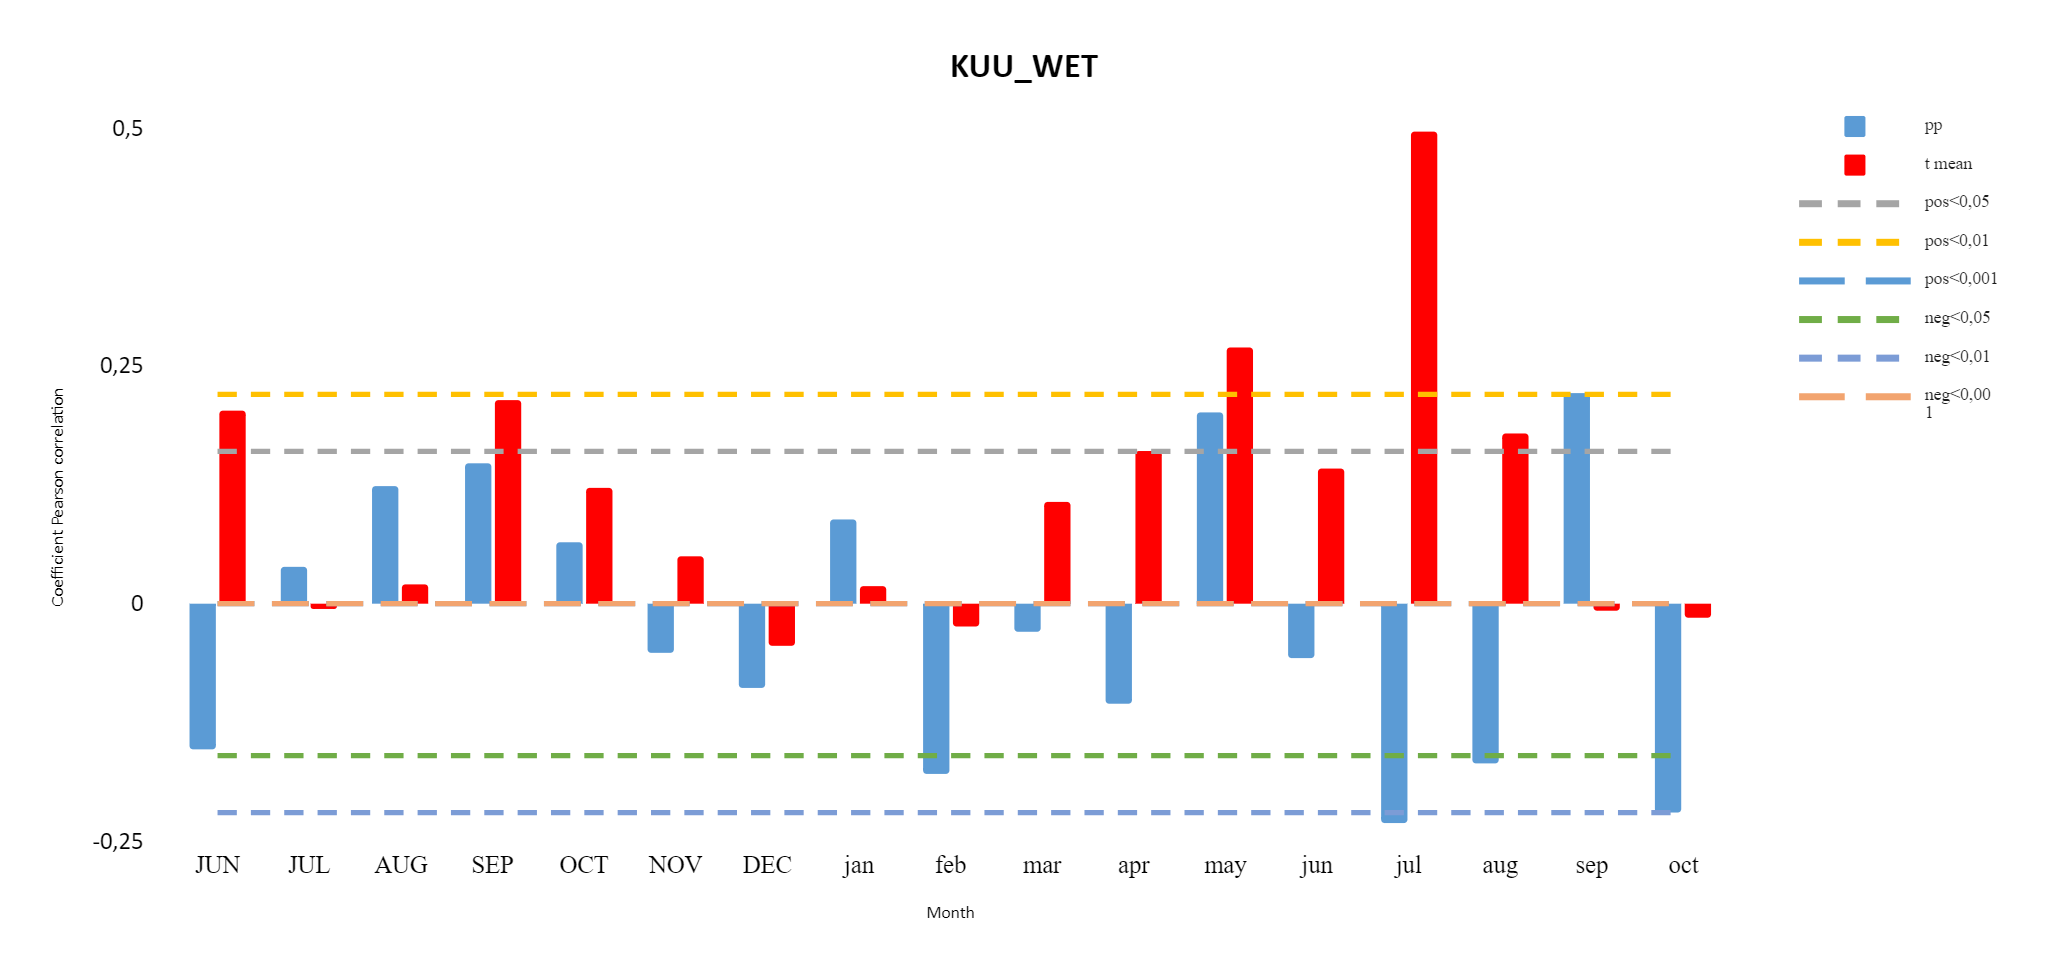 KUU_WET
0,5
0,25
0
-0,25
Coefficient Pearson correlation
JUN JUL AUG SEP OCT NOV DEC jan feb mar apr may jun jul aug sep oct
Month
pp
t mean
pos<0,05
pos<0,01
pos<0,001
neg<0,05
neg<0,01
neg<0,00
1